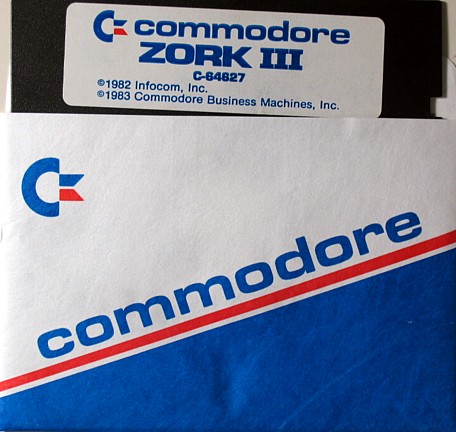 commodore
ZORK III
C-64627
©1982 Infocom, Inc.
©1983 Commodore Business Machines, Inc.
commodore